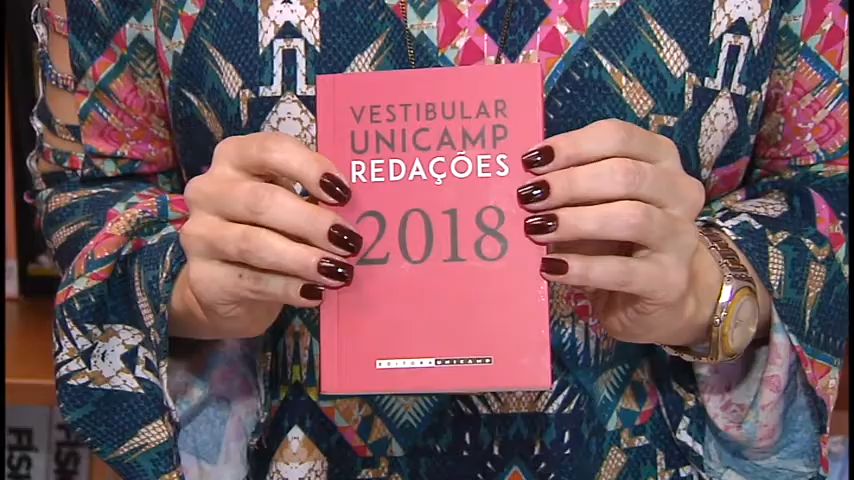 VESTIBULAR
UNICAMP
REDAÇÕES
2018
EDITORA UNICAMP